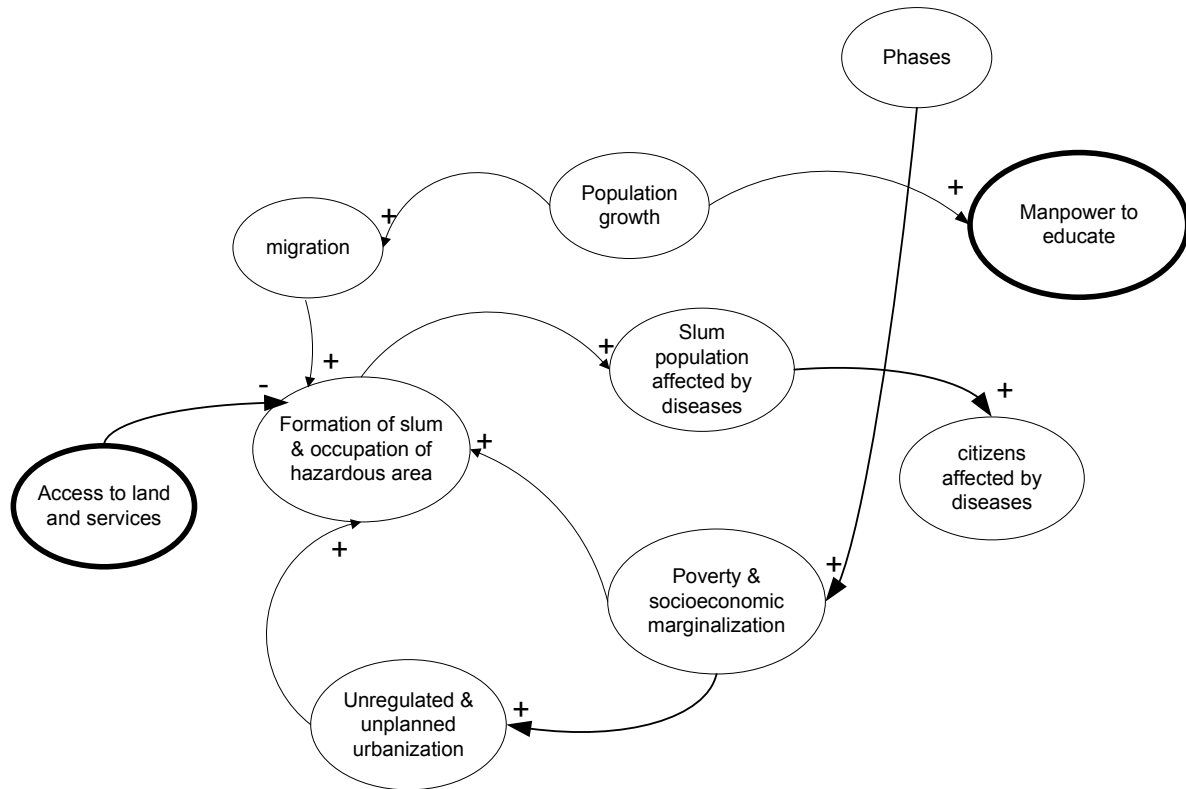 Phases
Population
growth
+
Manpower to
educate
+
migration
+
Slum
population
affected by
diseases
+
+
-
Formation of slum
& occupation of
hazardous area
+
+
citizens
affected by
diseases
Access to land
and services
+
+
Poverty &
socioeconomic
marginalization
Unregulated &
unplanned
urbanization
+